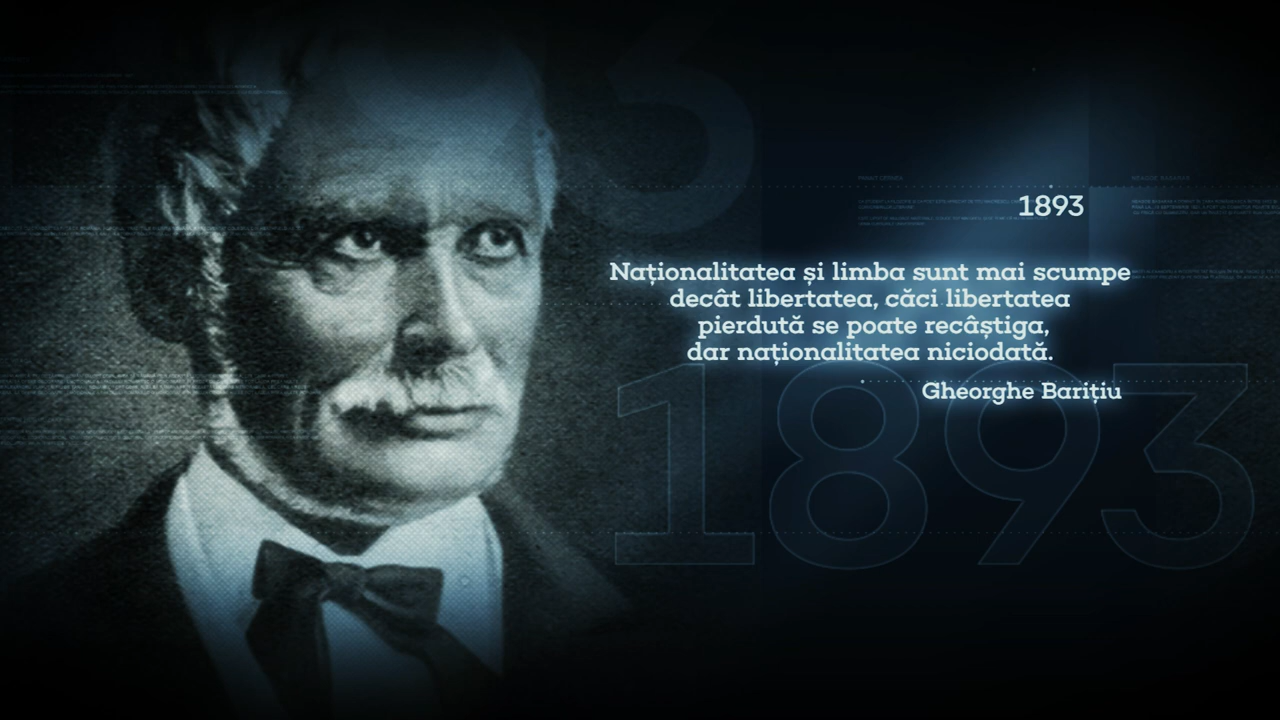 1893
Naționalitatea și limba sunt mai scumpe
decât libertatea, căci libertatea
pierdută se poate recâștiga,
dar naționalitatea niciodată.
Gheorghe Barițiu
1893